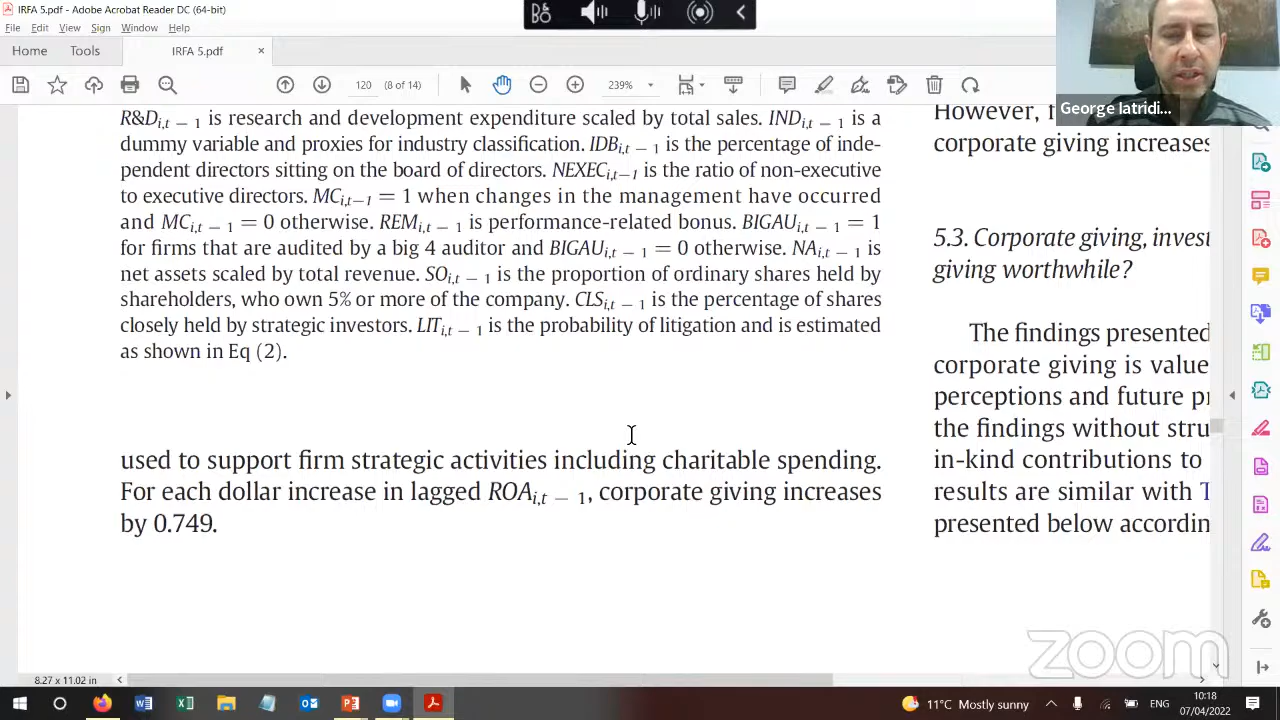 IRFA 5.pdf - Adobe Acrobat Reader DC (64-bit)
File Edit View Sign Window Help
Home Tools IRFA 5.pdf ×
120 (8 of 14) 239%
George Iatridi...
R&Di,t − 1 is research and development expenditure scaled by total sales. INDi,t − 1 is a
dummy variable and proxies for industry classification. IDBi,t − 1 is the percentage of inde-
pendent directors sitting on the board of directors. NEXECi,t−1 is the ratio of non-executive
to executive directors. MCi,t−1 = 1 when changes in the management have occurred
and MCi,t − 1 = 0 otherwise. REMi,t − 1 is performance-related bonus. BIGAUi,t − 1 = 1
for firms that are audited by a big 4 auditor and BIGAUi,t − 1 = 0 otherwise. NAi,t − 1 is
net assets scaled by total revenue. SOi,t − 1 is the proportion of ordinary shares held by
shareholders, who own 5% or more of the company. CLSi,t − 1 is the percentage of shares
closely held by strategic investors. LITi,t − 1 is the probability of litigation and is estimated
as shown in Eq (2).
used to support firm strategic activities including charitable spending.
For each dollar increase in lagged ROAi,t − 1, corporate giving increases
by 0.749.
However,
corporate giving increases
5.3. Corporate giving, invest
giving worthwhile?
The findings presented
corporate giving is value
perceptions and future pr
the findings without stru
in-kind contributions to
results are similar with T
presented below accordin
zoom
8.27 x 11.02 in
11°C Mostly sunny
ENG
10:18
07/04/2022